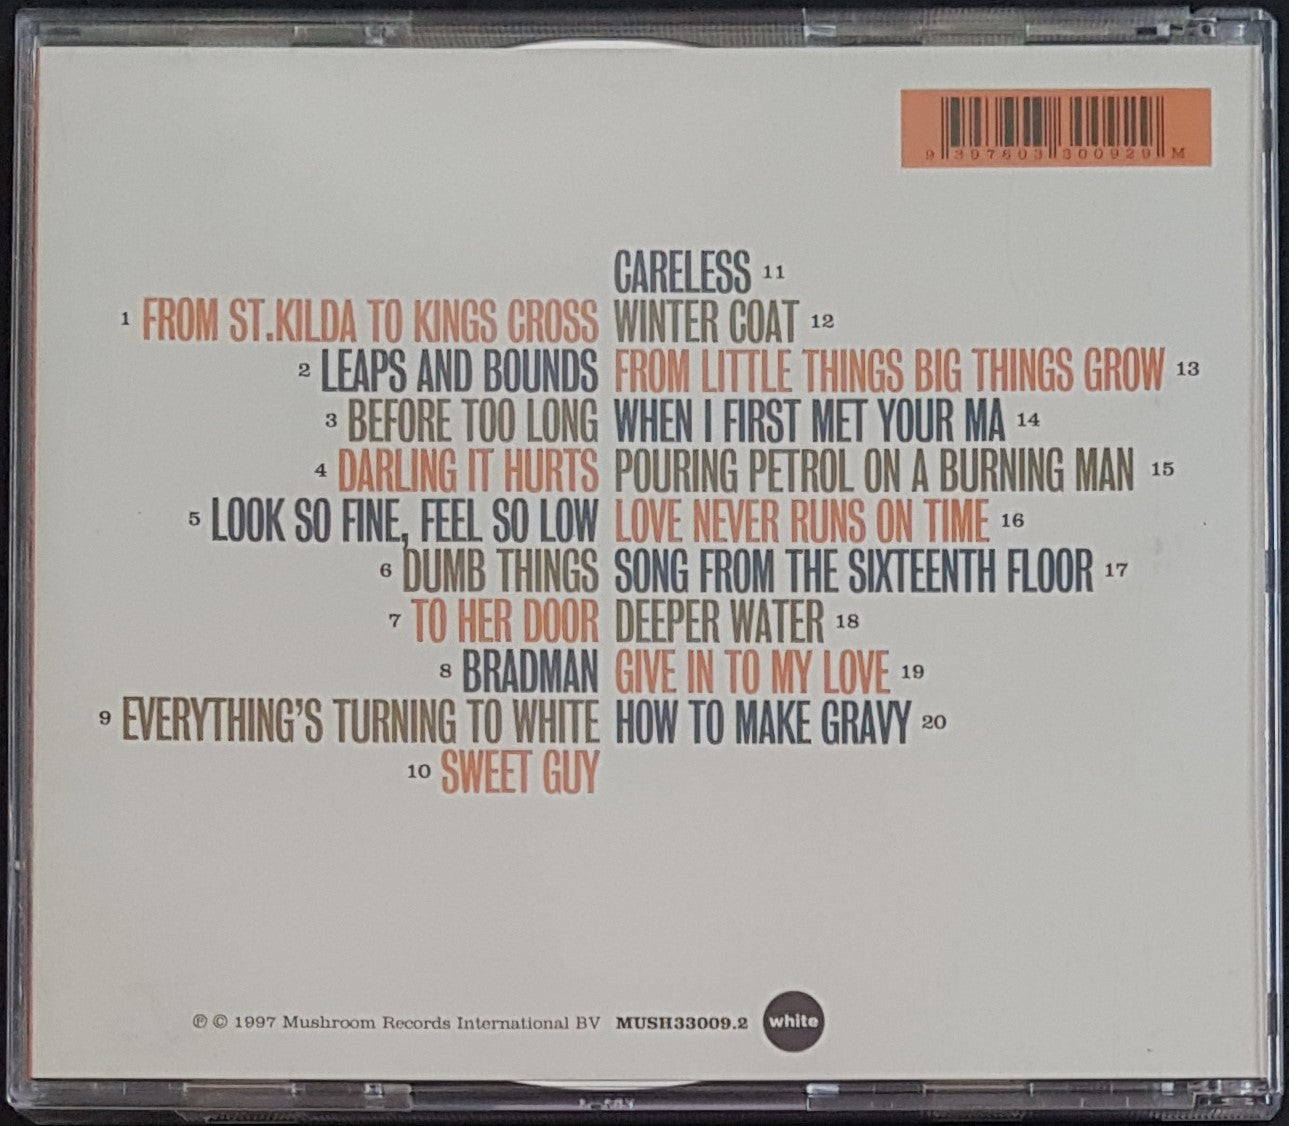 9 397603 300929 M
1 FROM ST.KILDA TO KINGS CROSS
2 LEAPS AND BOUNDS
3 BEFORE TOO LONG
4 DARLING IT HURTS
5 LOOK SO FINE, FEEL SO LOW
6 DUMB THINGS
7 TO HER DOOR
8 BRADMAN
9 EVERYTHING'S TURNING TO WHITE
10 SWEET GUY
CARELESS 11
WINTER COAT 12
FROM LITTLE THINGS BIG THINGS GROW 13
WHEN I FIRST MET YOUR MA 14
POURING PETROL ON A BURNING MAN 15
LOVE NEVER RUNS ON TIME 16
SONG FROM THE SIXTEENTH FLOOR 17
DEEPER WATER 18
GIVE IN TO MY LOVE 19
HOW TO MAKE GRAVY 20
℗ © 1997 Mushroom Records International BV MUSH33009.2 white